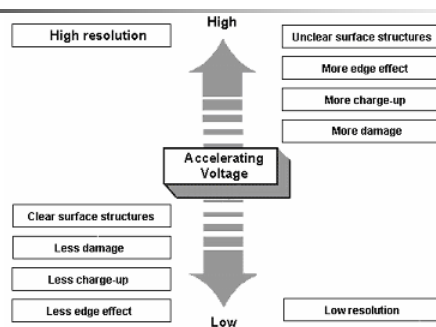 High
High resolution
Unclear surface structures
More edge effect
More charge-up
More damage
Accelerating
Voltage
Clear surface structures
Less damage
Less charge-up
Less edge effect
Low resolution
Low